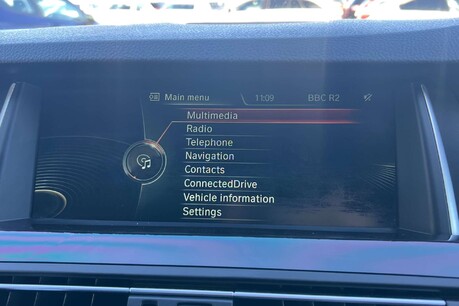 Main menu 11:09 BBC R2
Multimedia
Radio
Telephone
Navigation
Contacts
ConnectedDrive
Vehicle information
Settings